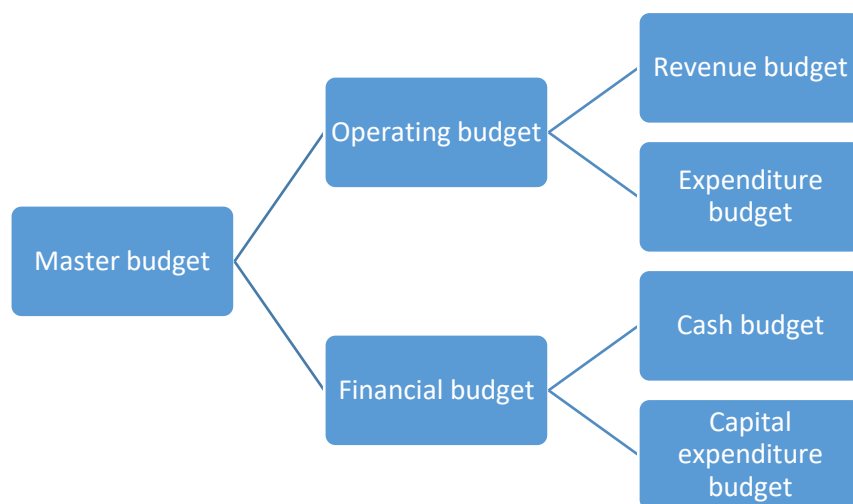 Master budget
Operating budget
Revenue budget
Expenditure
budget
Financial budget
Cash budget
Capital
expenditure
budget